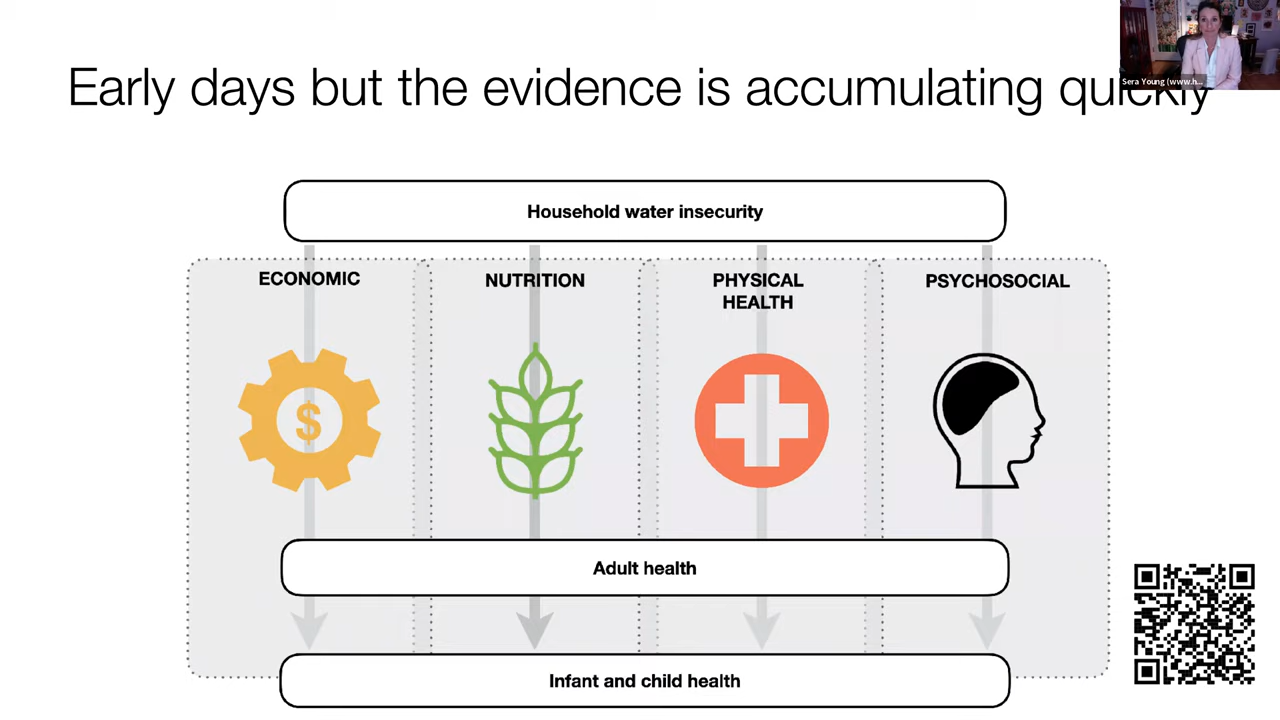 Early days but the evidence is accumulating quickly
Sera Young (www.h...
Household water insecurity
ECONOMIC
NUTRITION
PHYSICAL
HEALTH
PSYCHOSOCIAL
$
Adult health
Infant and child health